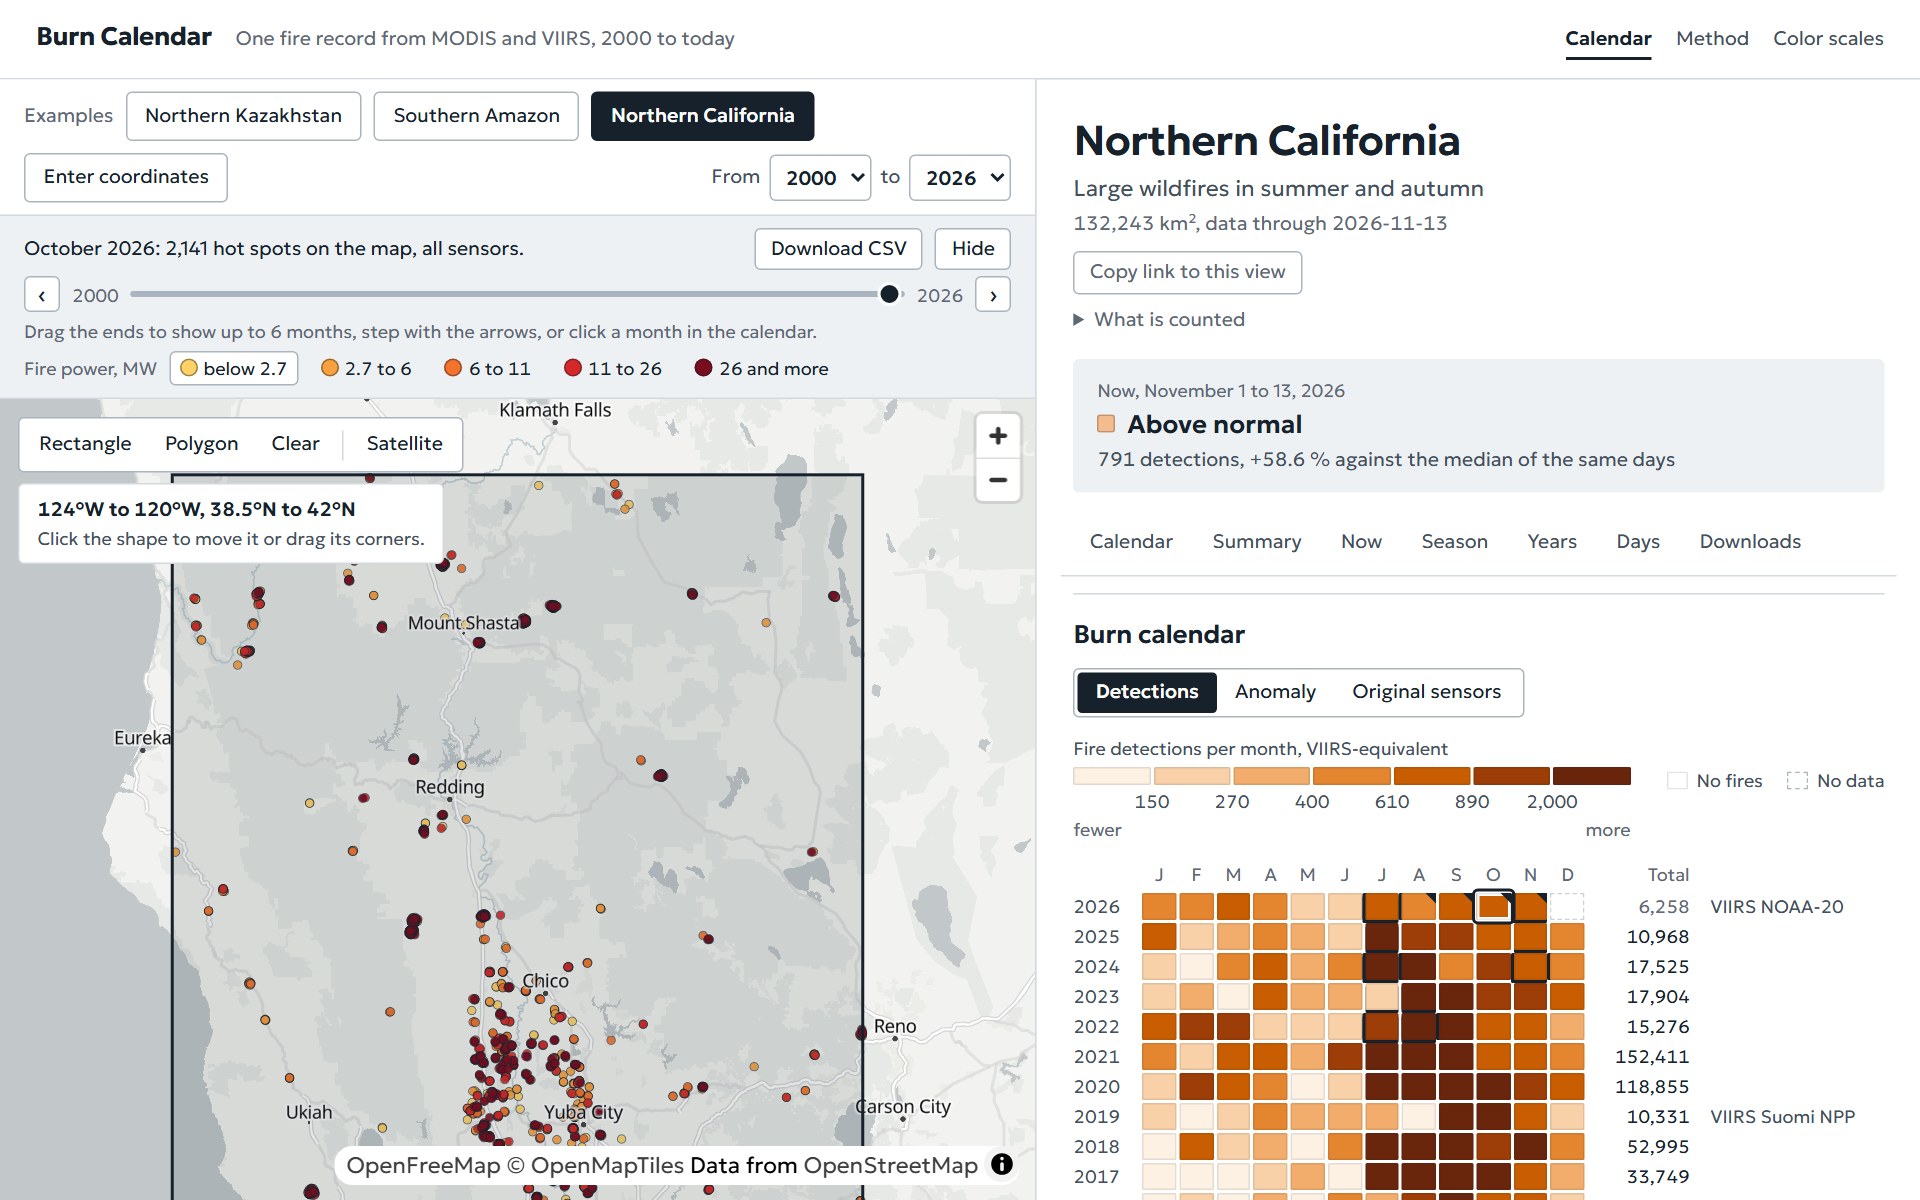 Burn Calendar
One fire record from MODIS and VIIRS, 2000 to today
Calendar
Method
Color scales
Examples
Northern Kazakhstan
Southern Amazon
Northern California
Enter coordinates
From
2000
to
2026
October 2026: 2,141 hot spots on the map, all sensors.
Download CSV
Hide
‹
2000
2026
›
Drag the ends to show up to 6 months, step with the arrows, or click a month in the calendar.
Fire power, MW
below 2.7
2.7 to 6
6 to 11
11 to 26
26 and more
Rectangle
Polygon
Clear
Satellite
124°W to 120°W, 38.5°N to 42°N
Click the shape to move it or drag its corners.
+
−
Klamath Falls
Mount Shasta
Eureka
Redding
Chico
Reno
Carson City
Ukiah
Yuba City
OpenFreeMap © OpenMapTiles Data from OpenStreetMap
Northern California
Large wildfires in summer and autumn
132,243 km², data through 2026-11-13
Copy link to this view
▶ What is counted
Now, November 1 to 13, 2026
Above normal
791 detections, +58.6 % against the median of the same days
Calendar
Summary
Now
Season
Years
Days
Downloads
Burn calendar
Detections
Anomaly
Original sensors
Fire detections per month, VIIRS-equivalent
150 270 400 610 890 2,000
fewer
more
No fires
No data
J F M A M J J A S O N D Total
2026 6,258 VIIRS NOAA-20
2025 10,968
2024 17,525
2023 17,904
2022 15,276
2021 152,411
2020 118,855
2019 10,331 VIIRS Suomi NPP
2018 52,995
2017 33,749